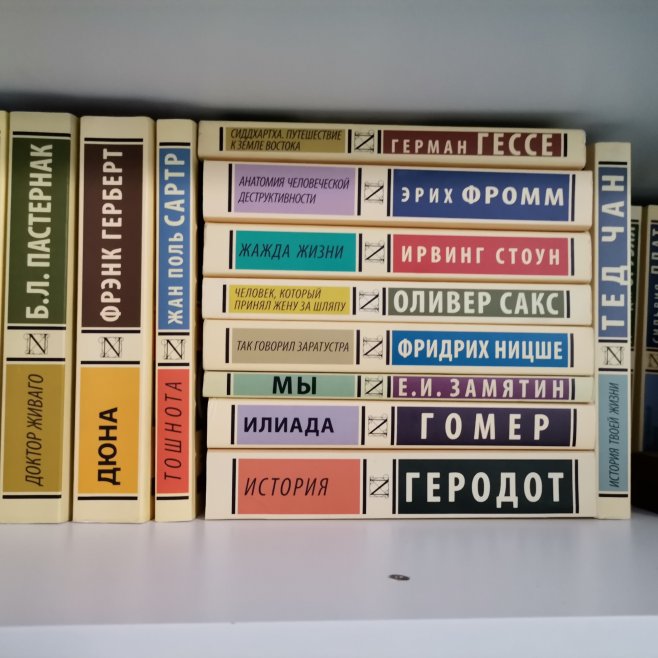 ДОКТОР ЖИВАГО
Б.Л. ПАСТЕРНАК
ДЮНА
ФРЭНК ГЕРБЕРТ
ТОШНОТА
ЖАН ПОЛЬ САРТР
СИДДХАРТХА. ПУТЕШЕСТВИЕ
К ЗЕМЛЕ ВОСТОКА
ГЕРМАН ГЕССЕ
АНАТОМИЯ ЧЕЛОВЕЧЕСКОЙ
ДЕСТРУКТИВНОСТИ
ЭРИХ ФРОММ
ЖАЖДА ЖИЗНИ
ИРВИНГ СТОУН
ЧЕЛОВЕК, КОТОРЫЙ
ПРИНЯЛ ЖЕНУ ЗА ШЛЯПУ
ОЛИВЕР САКС
ТАК ГОВОРИЛ ЗАРАТУСТРА
ФРИДРИХ НИЦШЕ
МЫ
Е.И. ЗАМЯТИН
ИЛИАДА
ГОМЕР
ИСТОРИЯ
ГЕРОДОТ
ИСТОРИЯ ТВОЕЙ ЖИЗНИ
ТЕД ЧАН